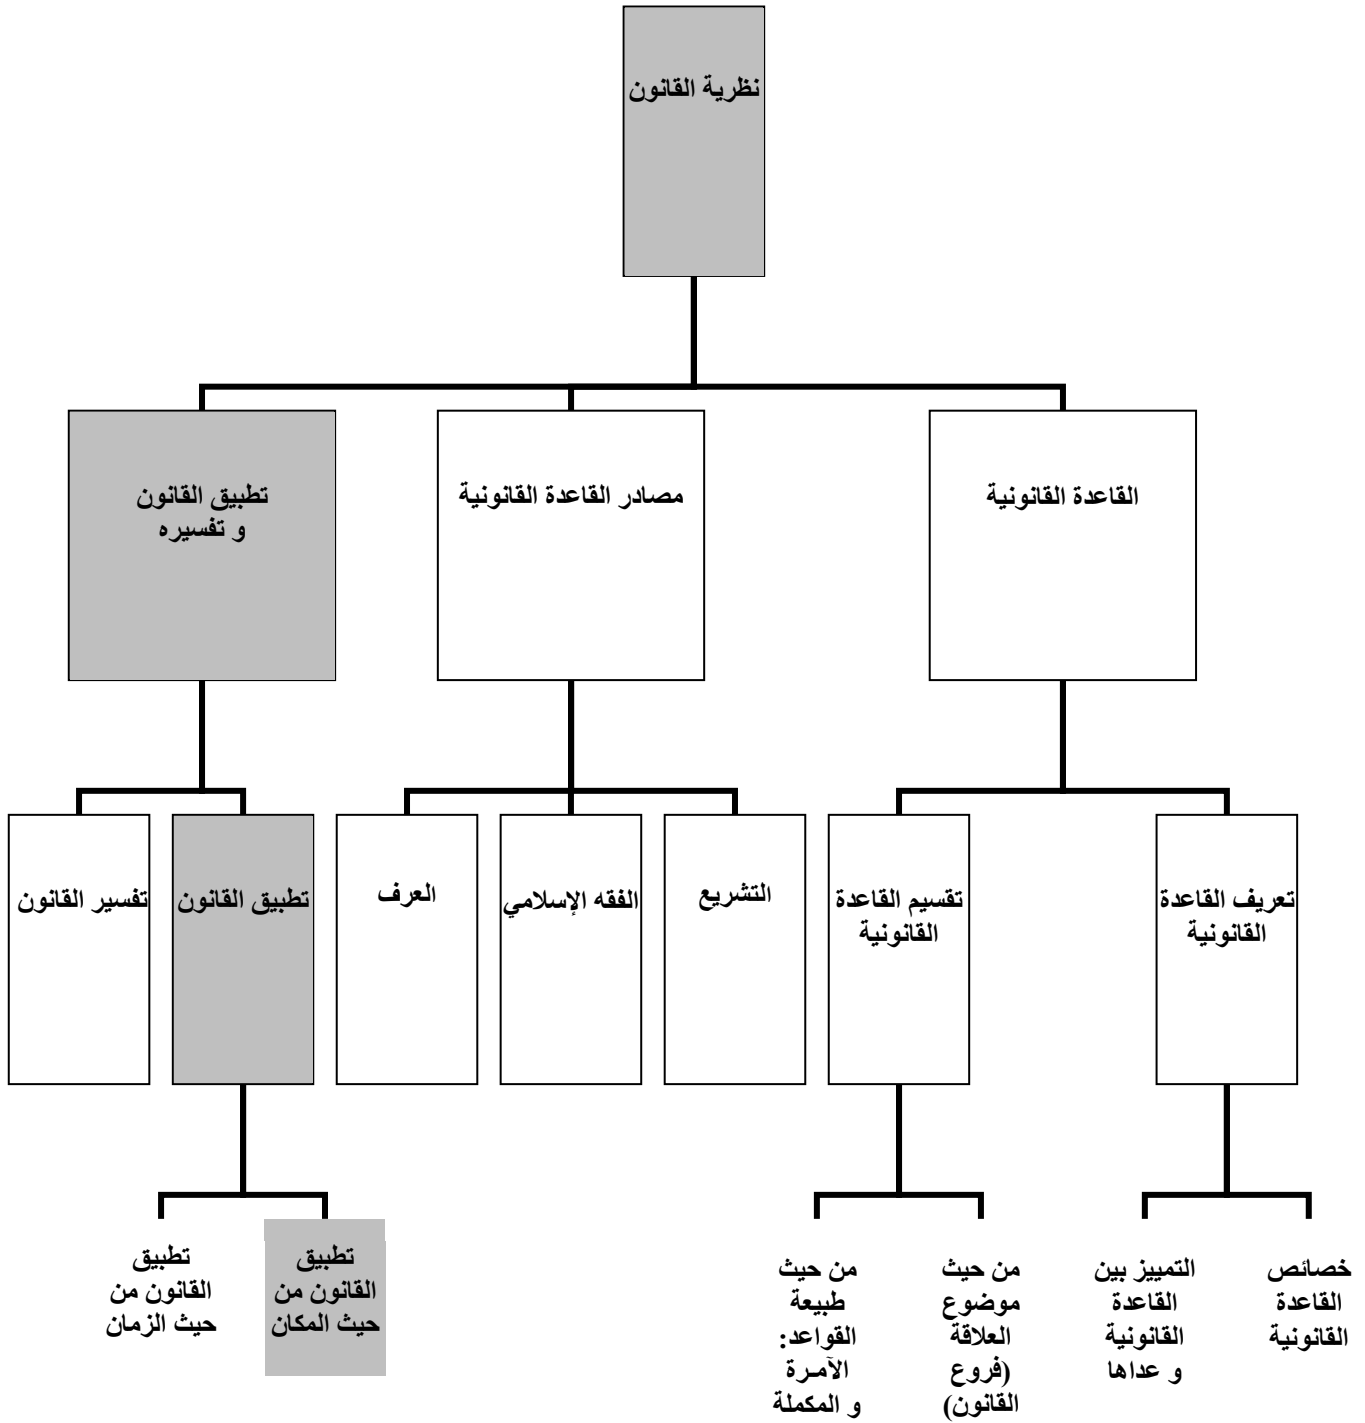 نظرية القانون
القاعدة القانونية
مصادر القاعدة القانونية
تطبيق القانون
و تفسيره
تعريف القاعدة
القانونية
تقسيم القاعدة
القانونية
التشريع
الفقه الإسلامي
العرف
تطبيق القانون
تفسير القانون
خصائص
القاعدة
القانونية
التمييز بين
القاعدة
القانونية
و عداها
من حيث
موضوع
العلاقة
(فروع
القانون)
من حيث
طبيعة
القواعد:
الآمـرة
و المكملة
تطبيق
القانون من
حيث المكان
تطبيق
القانون من
حيث الزمان